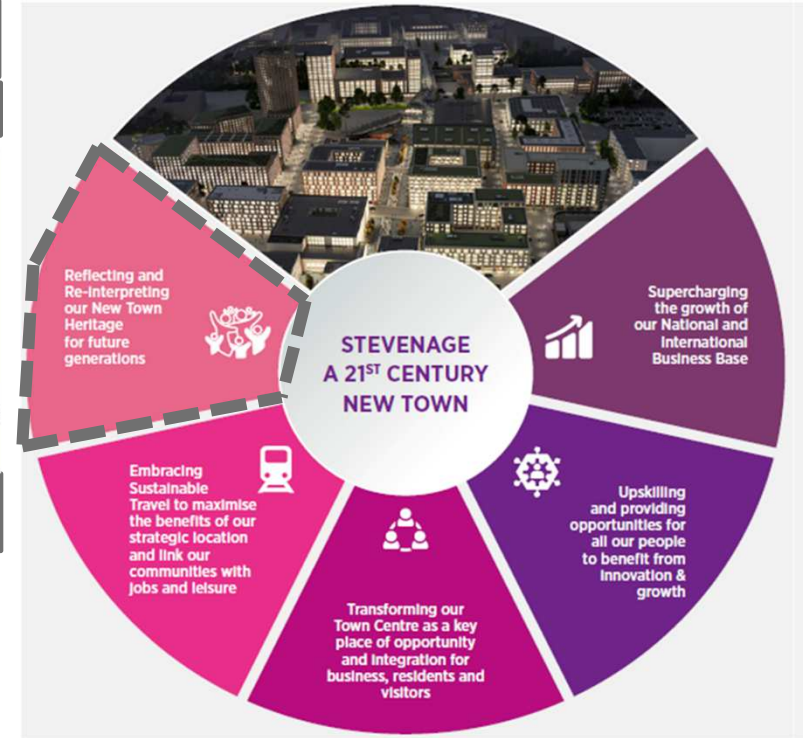 STEVENAGE
A 21ST CENTURY
NEW TOWN
Supercharging
the growth of
our National and
International
Business Base
Upskilling
and providing
opportunities for
all our people
to benefit from
Innovation &
growth
Transforming our
Town Centre as a key
place of opportunity
and Integration for
business, residents and
visitors
Embracing
Sustainable
Travel to maximise
the benefits of our
strategic location
and link our
communities with
jobs and leisure
Reflecting and
Re-interpreting
our New Town
Heritage
for future
generations